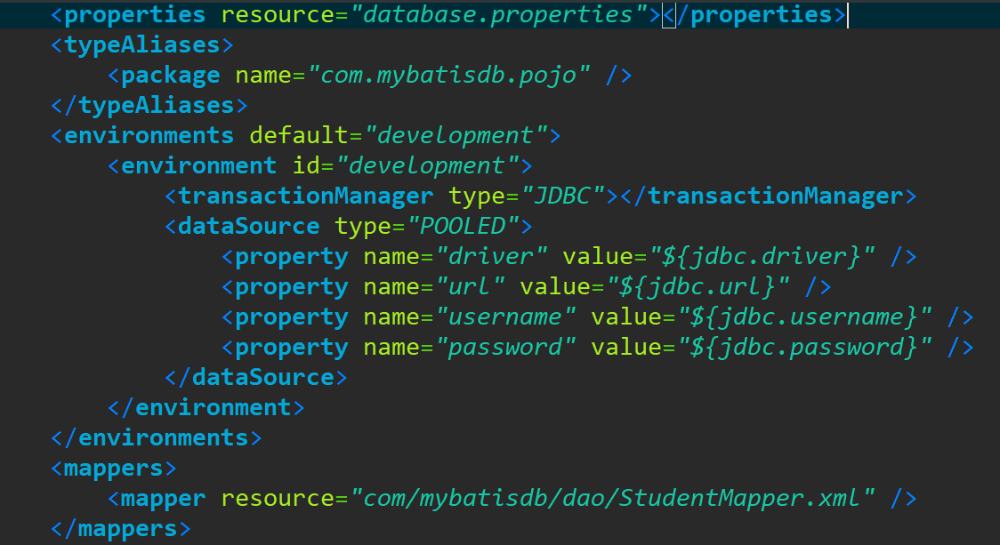 <properties resource="database.properties"></properties>
<typeAliases>
<package name="com.mybatisdb.pojo" />
</typeAliases>
<environments default="development">
<environment id="development">
<transactionManager type="JDBC"></transactionManager>
<dataSource type="POOLED">
<property name="driver" value="${jdbc.driver}" />
<property name="url" value="${jdbc.url}" />
<property name="username" value="${jdbc.username}" />
<property name="password" value="${jdbc.password}" />
</dataSource>
</environment>
</environments>
<mappers>
<mapper resource="com/mybatisdb/dao/StudentMapper.xml" />
</mappers>